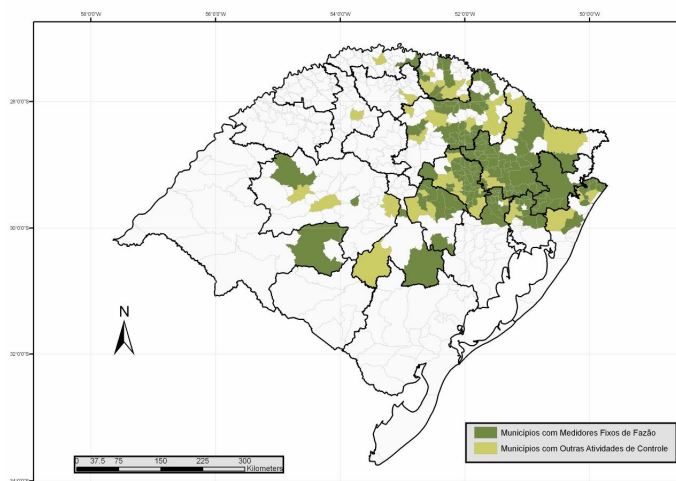 58°0'0"S 56°0'0"S 54°0'0"S 52°0'0"S 50°0'0"S
28°0'0"S
30°0'0"S
32°0'0"S
N
Municípios com Medidores Fixos de Fazão
Municípios com Outras Atividades de Controle
0 37.5 75 150 225 300
Kilometers